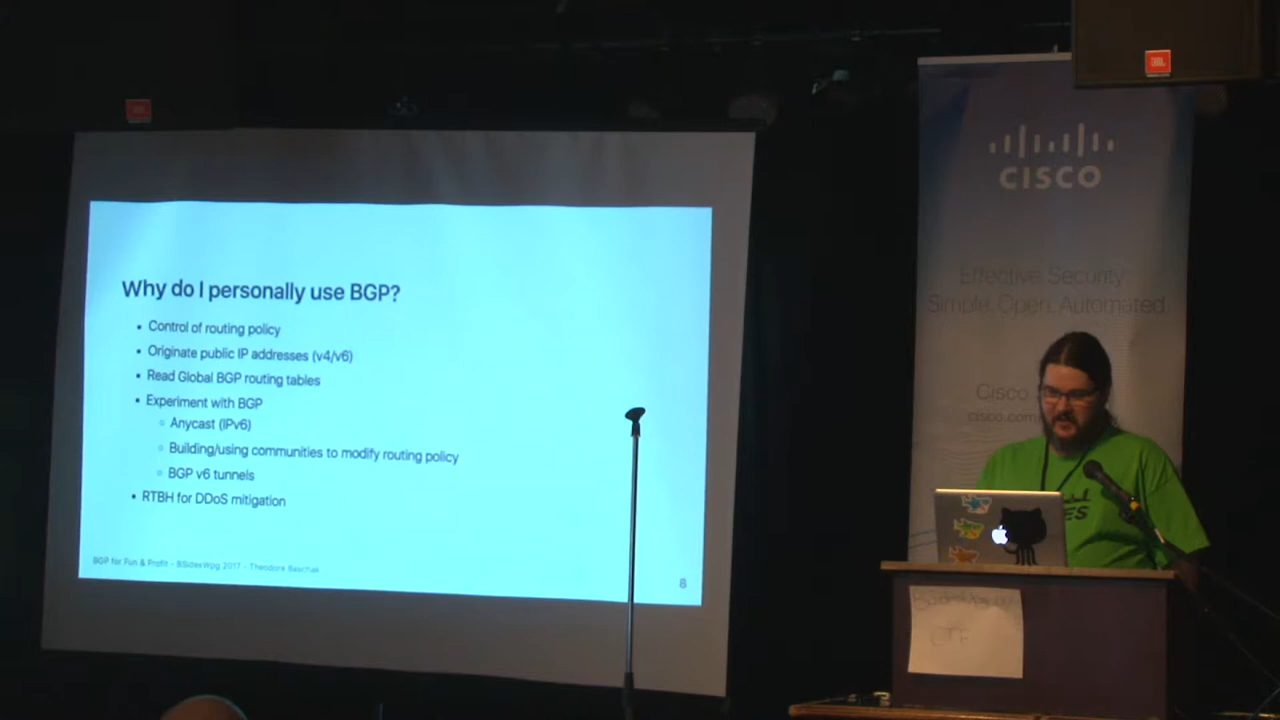 Why do I personally use BGP?
• Control of routing policy
• Originate public IP addresses (v4/v6)
• Read Global BGP routing tables
• Experiment with BGP
◦ Anycast (IPv6)
◦ Building/using communities to modify routing policy
◦ BGP v6 tunnels
• RTBH for DDoS mitigation
BGP for Fun & Profit - BSidesWpg 2017 - Theodore Baschak
8
JBL
CISCO
Effective Security
Simple. Open. Automated.
Cisco
cisco.com
ES
CTF